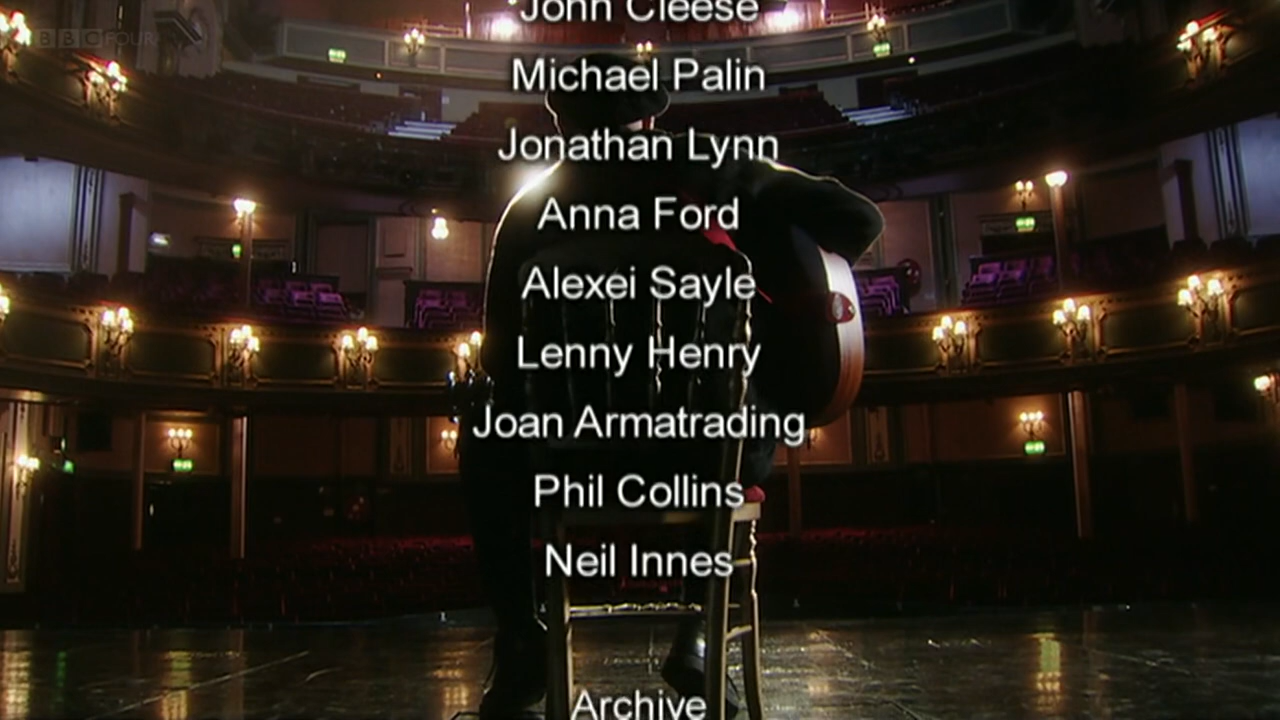 BBC FOUR
John Cleese
Michael Palin
Jonathan Lynn
Anna Ford
Alexei Sayle
Lenny Henry
Joan Armatrading
Phil Collins
Neil Innes
Archive